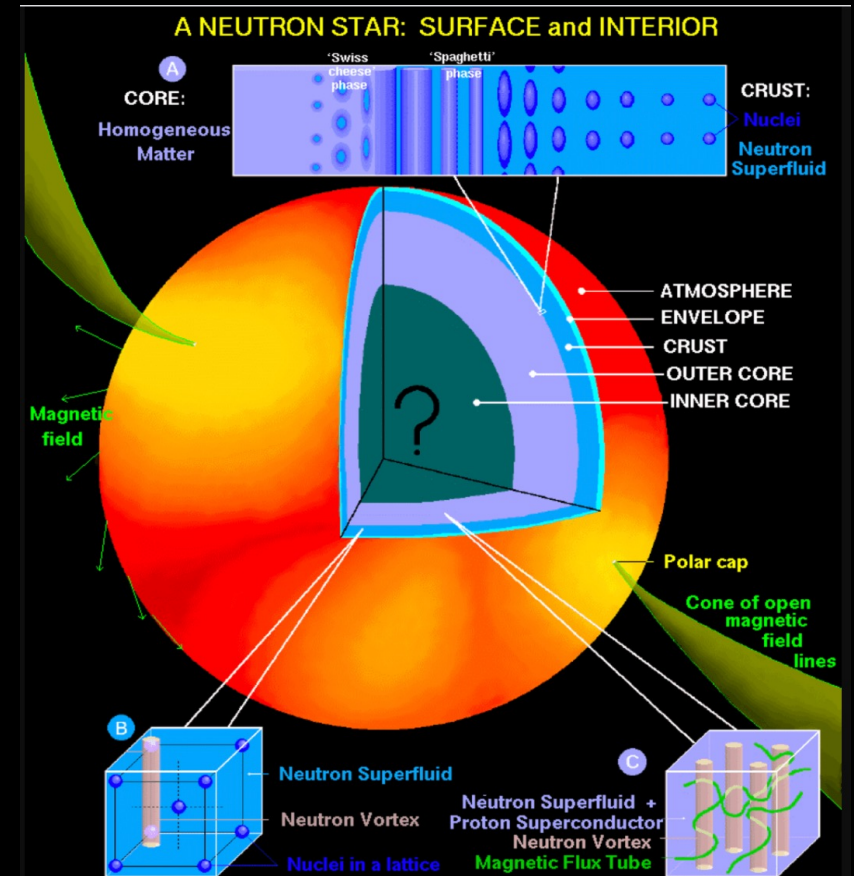 A NEUTRON STAR: SURFACE and INTERIOR
'Swiss
cheese'
phase
'Spaghetti'
phase
A
CORE:
Homogeneous
Matter
CRUST:
Nuclei
Neutron
Superfluid
ATMOSPHERE
ENVELOPE
CRUST
OUTER CORE
INNER CORE
?
Magnetic
field
Polar cap
Cone of open
magnetic
field
lines
B
Neutron Superfluid
Neutron Vortex
Nuclei in a lattice
C
Neutron Superfluid +
Proton Superconductor
Neutron Vortex
Magnetic Flux Tube